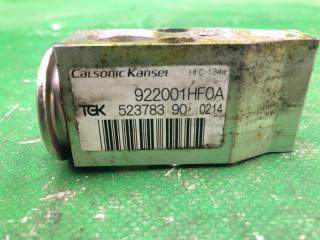 Calsonic Kansei HFC-134a
922001HF0A
TGK 523783 90 0214